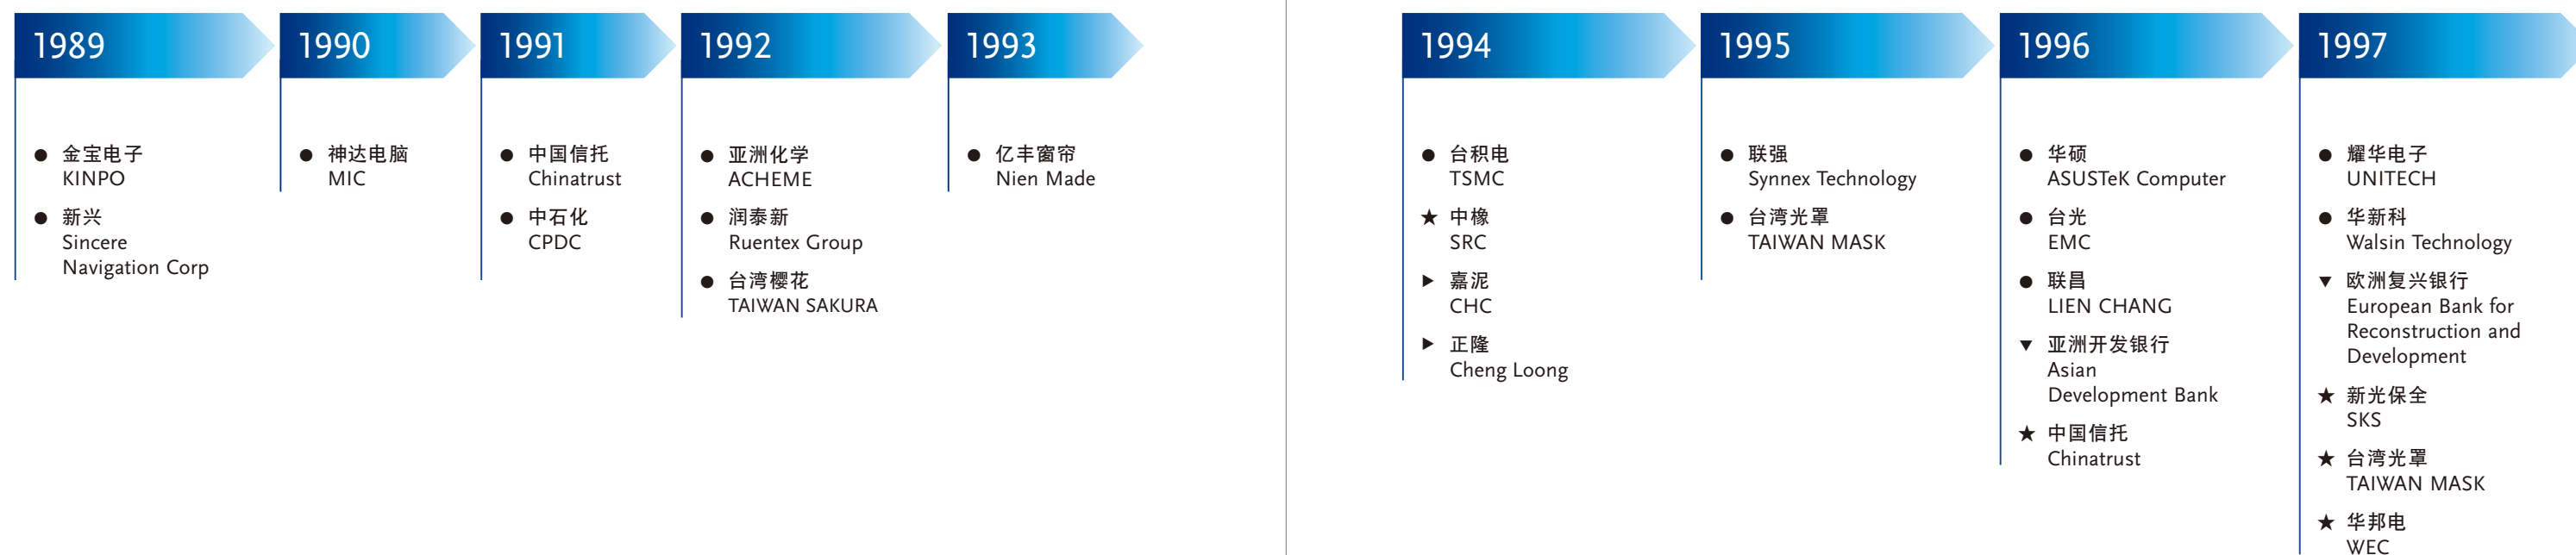 1989
● 金宝电子
KINPO
● 新兴
Sincere
Navigation Corp
1990
● 神达电脑
MIC
1991
● 中国信托
Chinatrust
● 中石化
CPDC
1992
● 亚洲化学
ACHEME
● 润泰新
Ruentex Group
● 台湾樱花
TAIWAN SAKURA
1993
● 亿丰窗帘
Nien Made
1994
● 台积电
TSMC
★ 中橡
SRC
▶ 嘉泥
CHC
▶ 正隆
Cheng Loong
1995
● 联强
Synnex Technology
● 台湾光罩
TAIWAN MASK
1996
● 华硕
ASUSTeK Computer
● 台光
EMC
● 联昌
LIEN CHANG
▼ 亚洲开发银行
Asian
Development Bank
★ 中国信托
Chinatrust
1997
● 耀华电子
UNITECH
● 华新科
Walsin Technology
▼ 欧洲复兴银行
European Bank for
Reconstruction and
Development
★ 新光保全
SKS
★ 台湾光罩
TAIWAN MASK
★ 华邦电
WEC